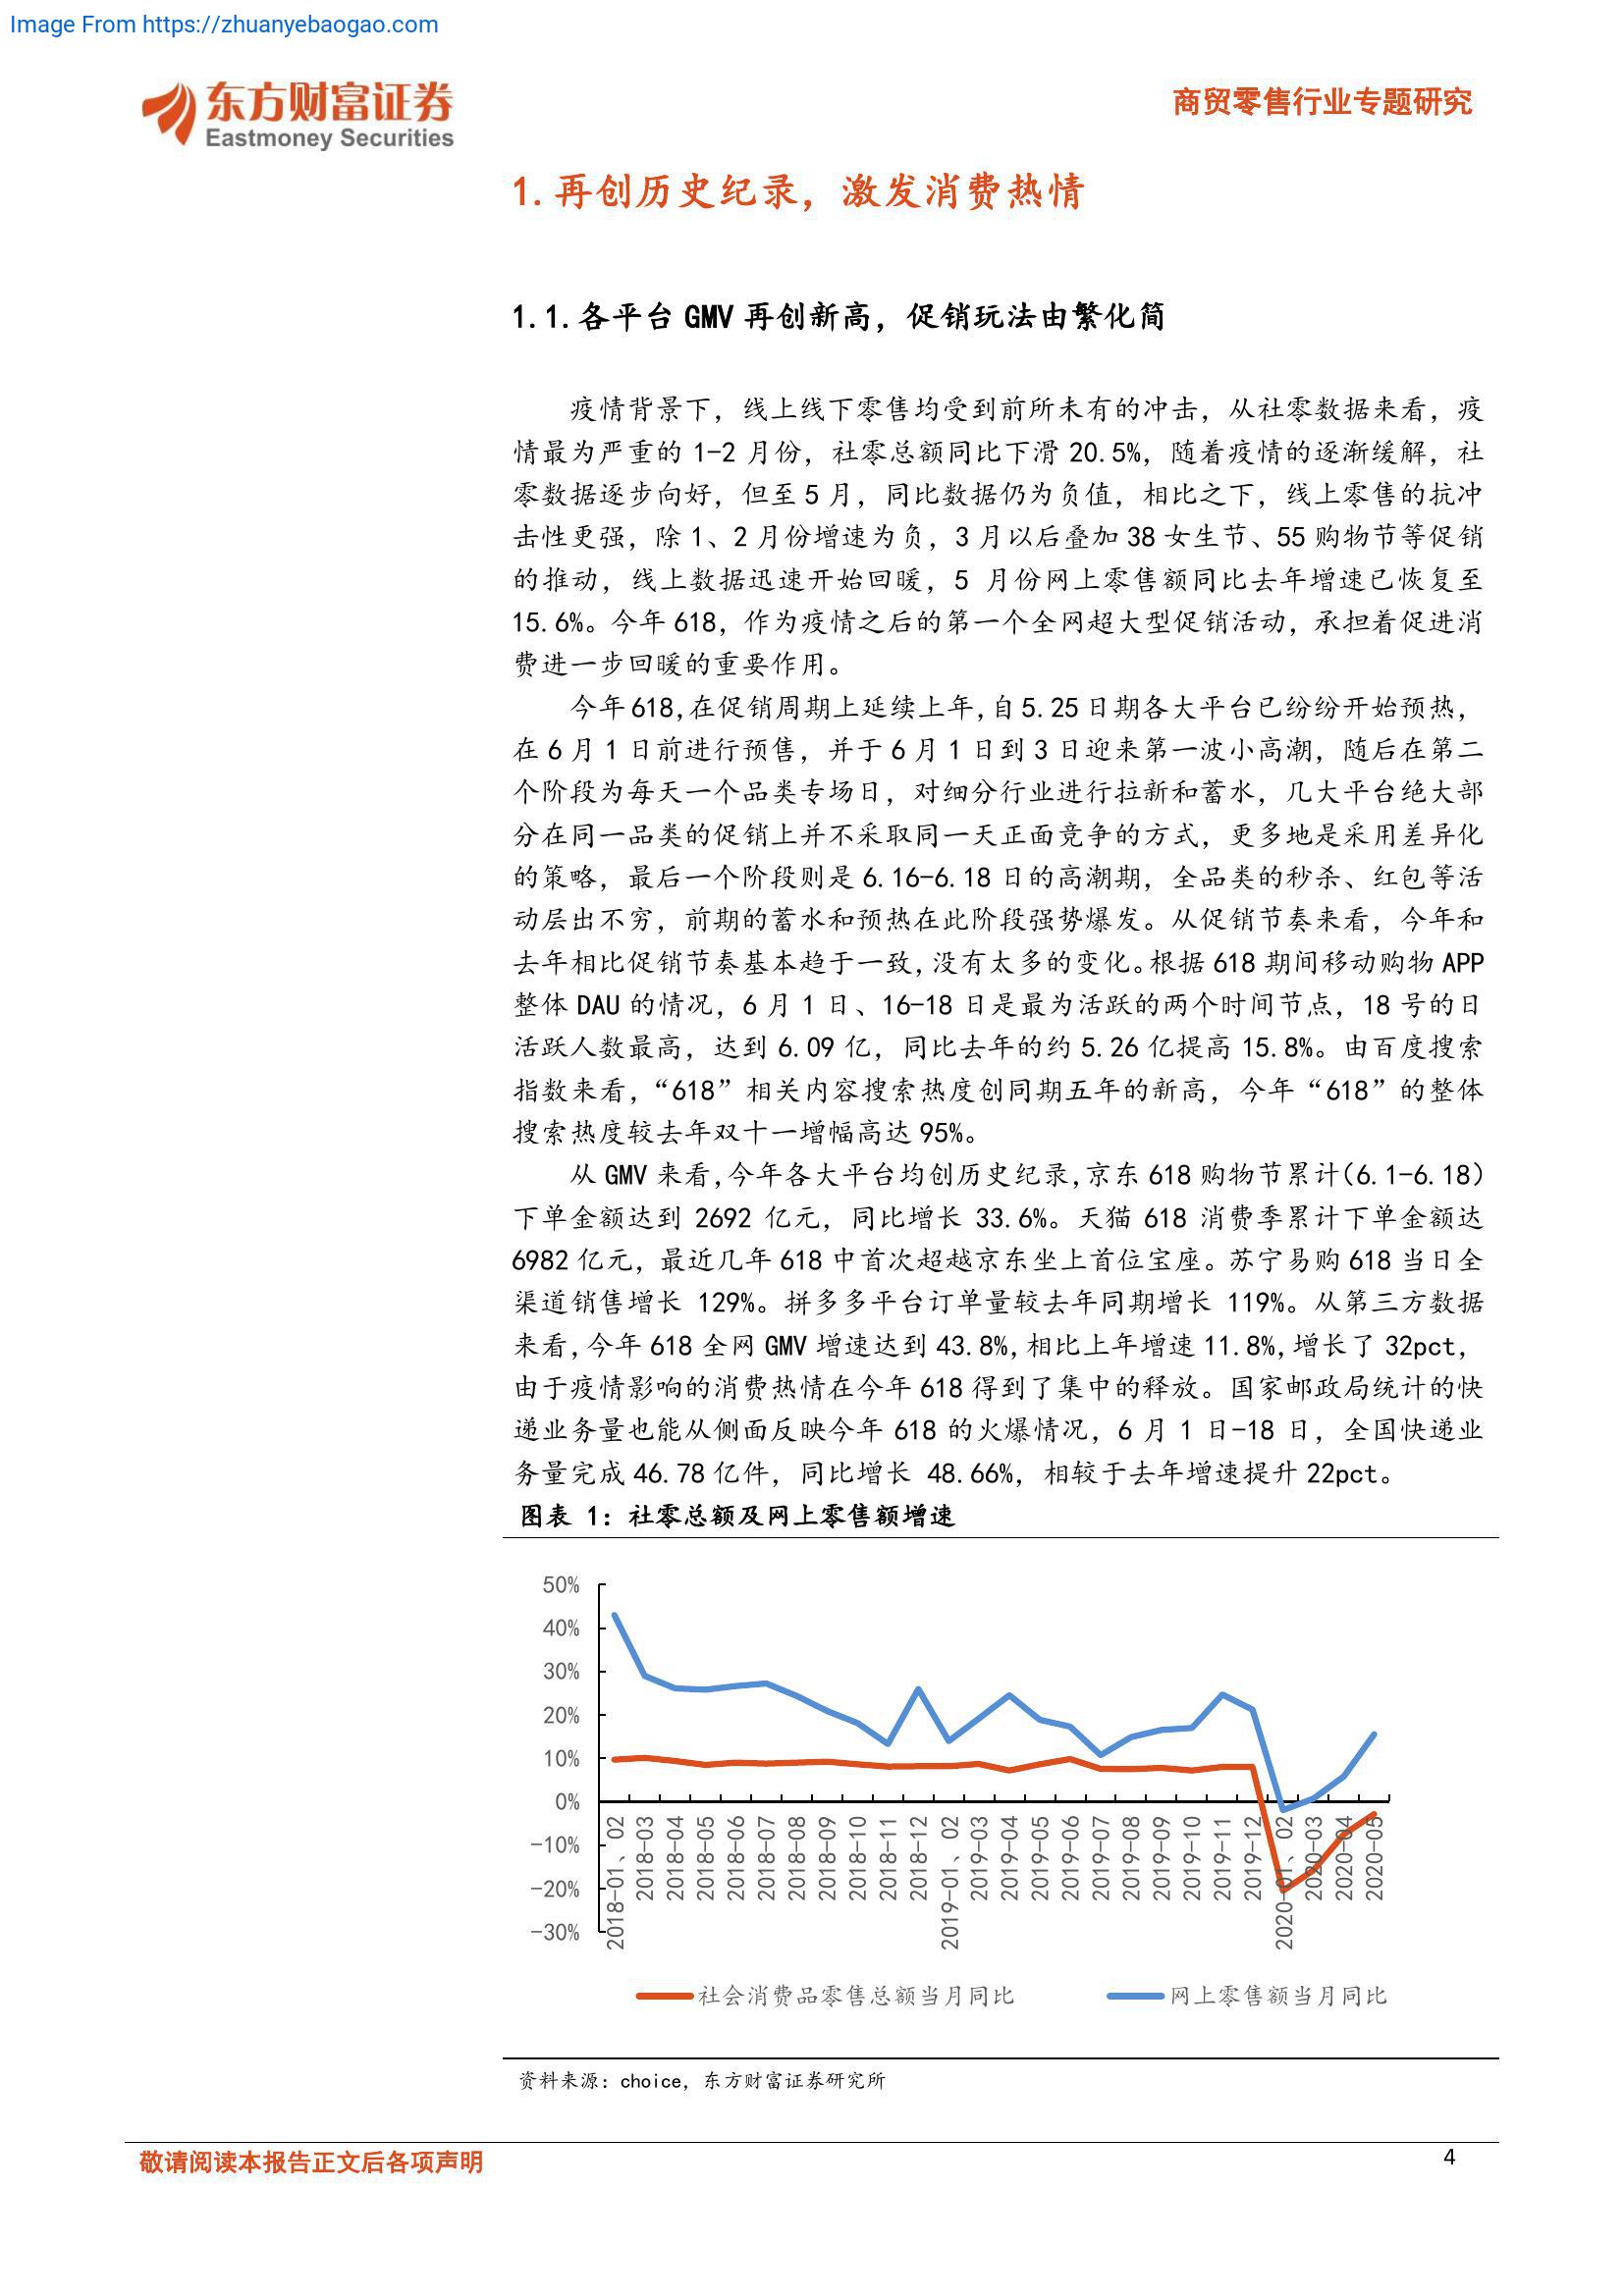 Image From https://zhuanyebaogao.com
东方财富证券
Eastmoney Securities
商贸零售行业专题研究
1.再创历史纪录，激发消费热情
1.1.各平台 GMV 再创新高，促销玩法由繁化简
疫情背景下，线上线下零售均受到前所未有的冲击，从社零数据来看，疫
情最为严重的 1-2 月份，社零总额同比下滑 20.5%，随着疫情的逐渐缓解，社
零数据逐步向好，但至 5 月，同比数据仍为负值，相比之下，线上零售的抗冲
击性更强，除 1、2 月份增速为负，3 月以后叠加 38 女生节、55 购物节等促销
的推动，线上数据迅速开始回暖，5 月份网上零售额同比去年增速已恢复至
15.6%。今年 618，作为疫情之后的第一个全网超大型促销活动，承担着促进消
费进一步回暖的重要作用。
今年 618,在促销周期上延续上年,自 5.25 日期各大平台已纷纷开始预热，
在 6 月 1 日前进行预售，并于 6 月 1 日到 3 日迎来第一波小高潮，随后在第二
个阶段为每天一个品类专场日，对细分行业进行拉新和蓄水，几大平台绝大部
分在同一品类的促销上并不采取同一天正面竞争的方式，更多地是采用差异化
的策略，最后一个阶段则是 6.16-6.18 日的高潮期，全品类的秒杀、红包等活
动层出不穷，前期的蓄水和预热在此阶段强势爆发。从促销节奏来看，今年和
去年相比促销节奏基本趋于一致,没有太多的变化。根据 618 期间移动购物 APP
整体 DAU 的情况，6 月 1 日、16-18 日是最为活跃的两个时间节点，18 号的日
活跃人数最高，达到 6.09 亿，同比去年的约 5.26 亿提高 15.8%。由百度搜索
指数来看，“618”相关内容搜索热度创同期五年的新高，今年“618”的整体
搜索热度较去年双十一增幅高达 95%。
从 GMV 来看,今年各大平台均创历史纪录,京东 618 购物节累计(6.1-6.18)
下单金额达到 2692 亿元，同比增长 33.6%。天猫 618 消费季累计下单金额达
6982 亿元，最近几年 618 中首次超越京东坐上首位宝座。苏宁易购 618 当日全
渠道销售增长 129%。拼多多平台订单量较去年同期增长 119%。从第三方数据
来看,今年 618 全网 GMV 增速达到 43.8%,相比上年增速 11.8%,增长了 32pct，
由于疫情影响的消费热情在今年 618 得到了集中的释放。国家邮政局统计的快
递业务量也能从侧面反映今年 618 的火爆情况，6 月 1 日-18 日，全国快递业
务量完成 46.78 亿件，同比增长 48.66%，相较于去年增速提升 22pct。
图表 1：社零总额及网上零售额增速
50%
40%
30%
20%
10%
0%
-10%
-20%
-30%
2018-01、02
2018-03
2018-04
2018-05
2018-06
2018-07
2018-08
2018-09
2018-10
2018-11
2018-12
2019-01、02
2019-03
2019-04
2019-05
2019-06
2019-07
2019-08
2019-09
2019-10
2019-11
2019-12
2020-01、02
2020-03
2020-04
2020-05
社会消费品零售总额当月同比
网上零售额当月同比
资料来源：choice，东方财富证券研究所
敬请阅读本报告正文后各项声明
4